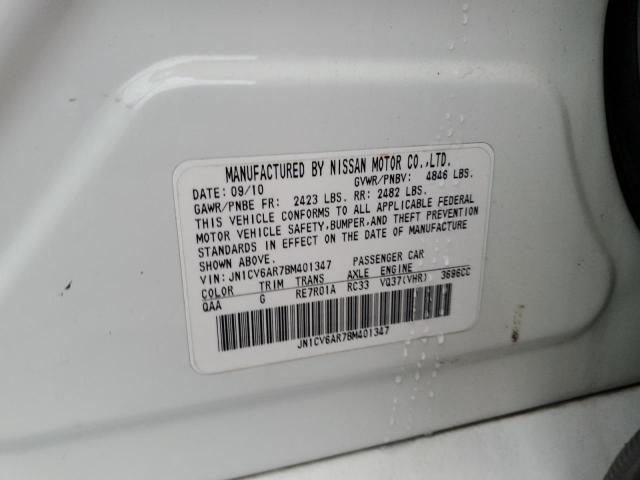 MANUFACTURED BY NISSAN MOTOR CO.,LTD.
DATE: 09/10 GVWR/PNBV: 4846 LBS.
GAWR/PNBE FR: 2423 LBS. RR: 2482 LBS.
THIS VEHICLE CONFORMS TO ALL APPLICABLE FEDERAL
MOTOR VEHICLE SAFETY, BUMPER, AND THEFT PREVENTION
STANDARDS IN EFFECT ON THE DATE OF MANUFACTURE
SHOWN ABOVE.
VIN: JN1CV6AR7BM401347 PASSENGER CAR
COLOR TRIM TRANS AXLE ENGINE
QAA G RE7R01A RC33 VQ37(VHR) 3696CC
JN1CV6AR7BM401347